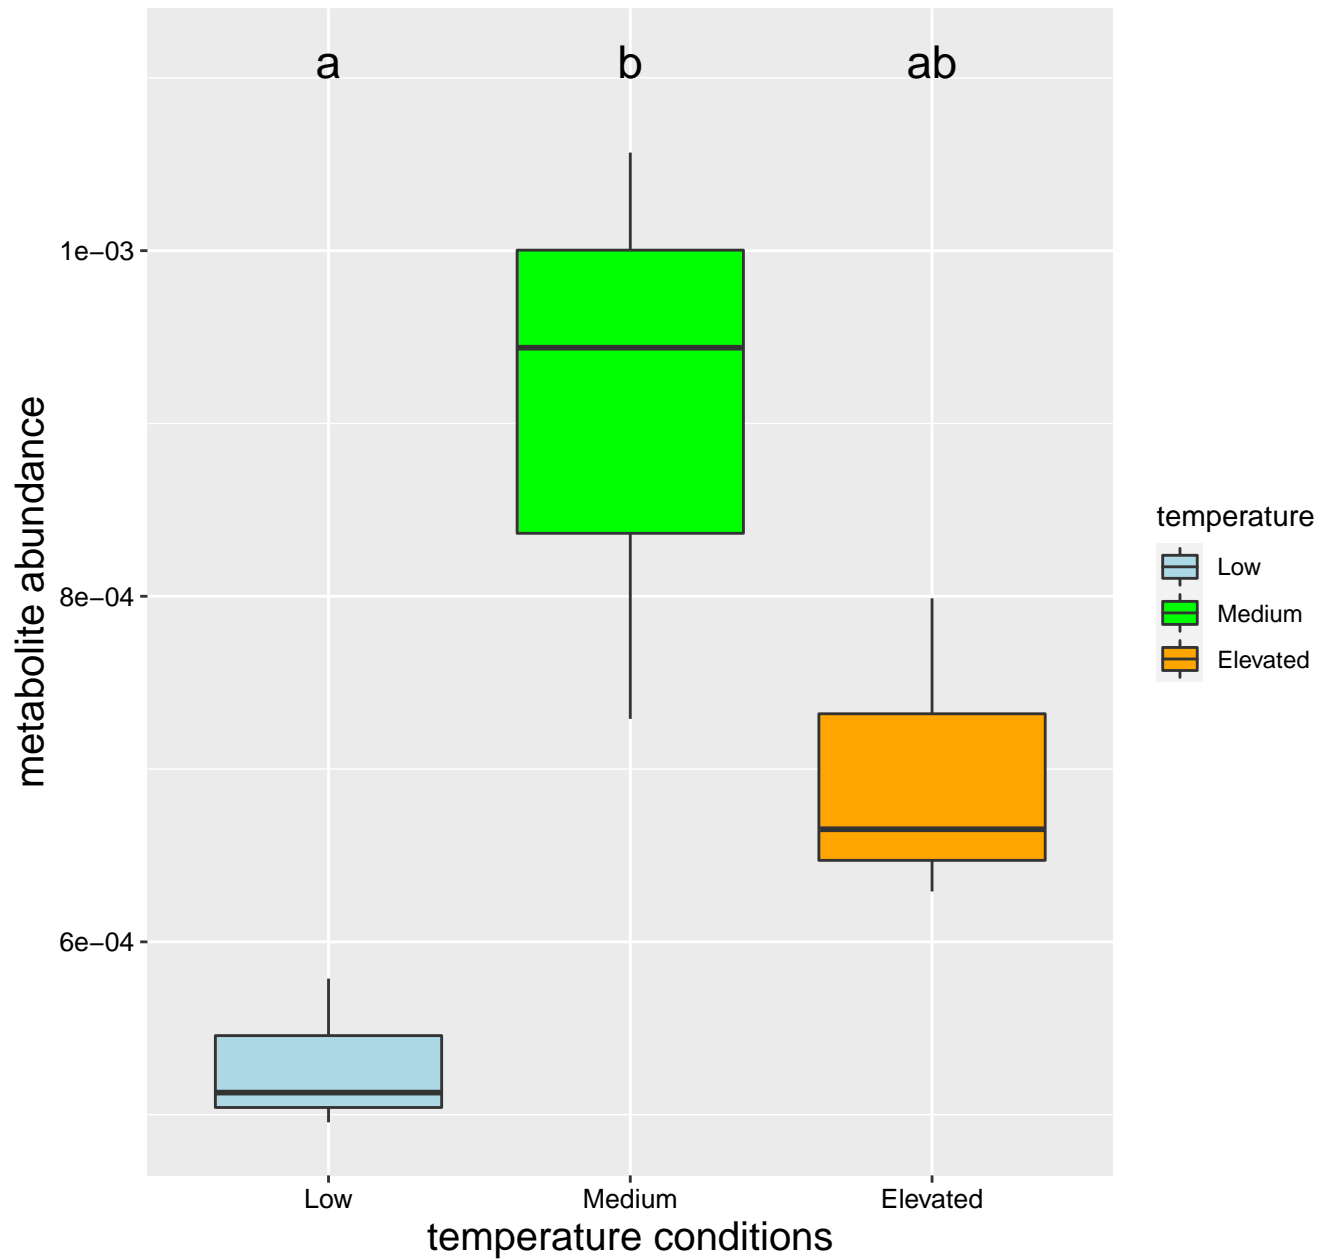 a b ab
1e−03
8e−04
6e−04
metabolite abundance
Low Medium Elevated
temperature conditions
temperature
Low
Medium
Elevated